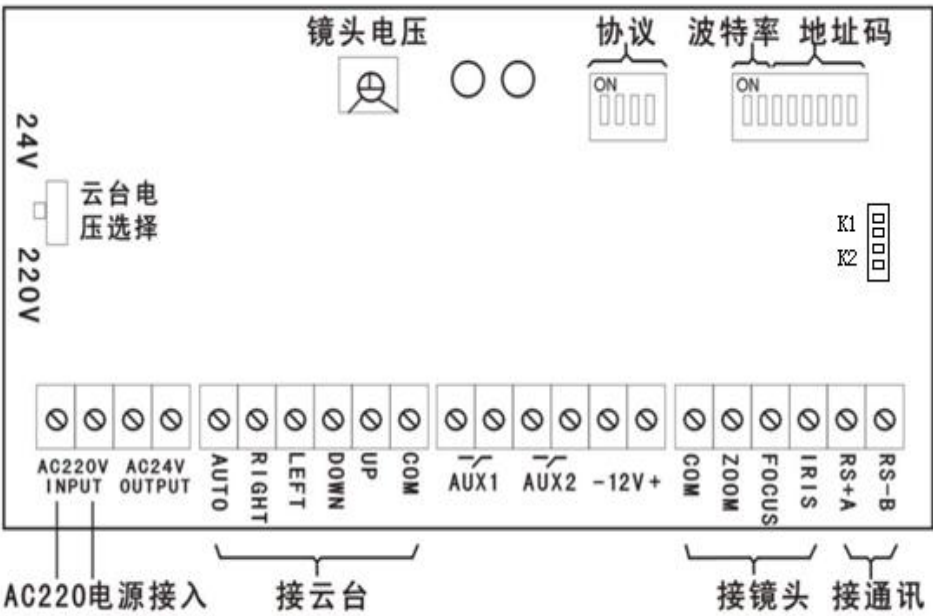 镜头电压
协议
波特率 地址码
ON
ON
24V
云台电
压选择
220V
K1
K2
AC220V
INPUT
AC24V
OUTPUT
AUTO
RIGHT
LEFT
DOWN
UP
COM
AUX1
AUX2
-12V+
COM
ZOOM
FOCUS
IRIS
RS+A
RS-B
AC220电源接入
接云台
接镜头
接通讯